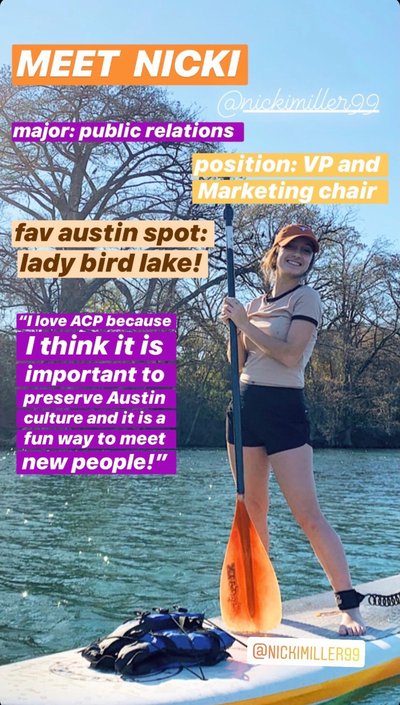 MEET NICKI
@nickimiller99
major: public relations
position: VP and
Marketing chair
fav austin spot:
lady bird lake!
“I love ACP because
I think it is
important to
preserve Austin
culture and it is a
fun way to meet
new people!”
@NICKIMILLER99